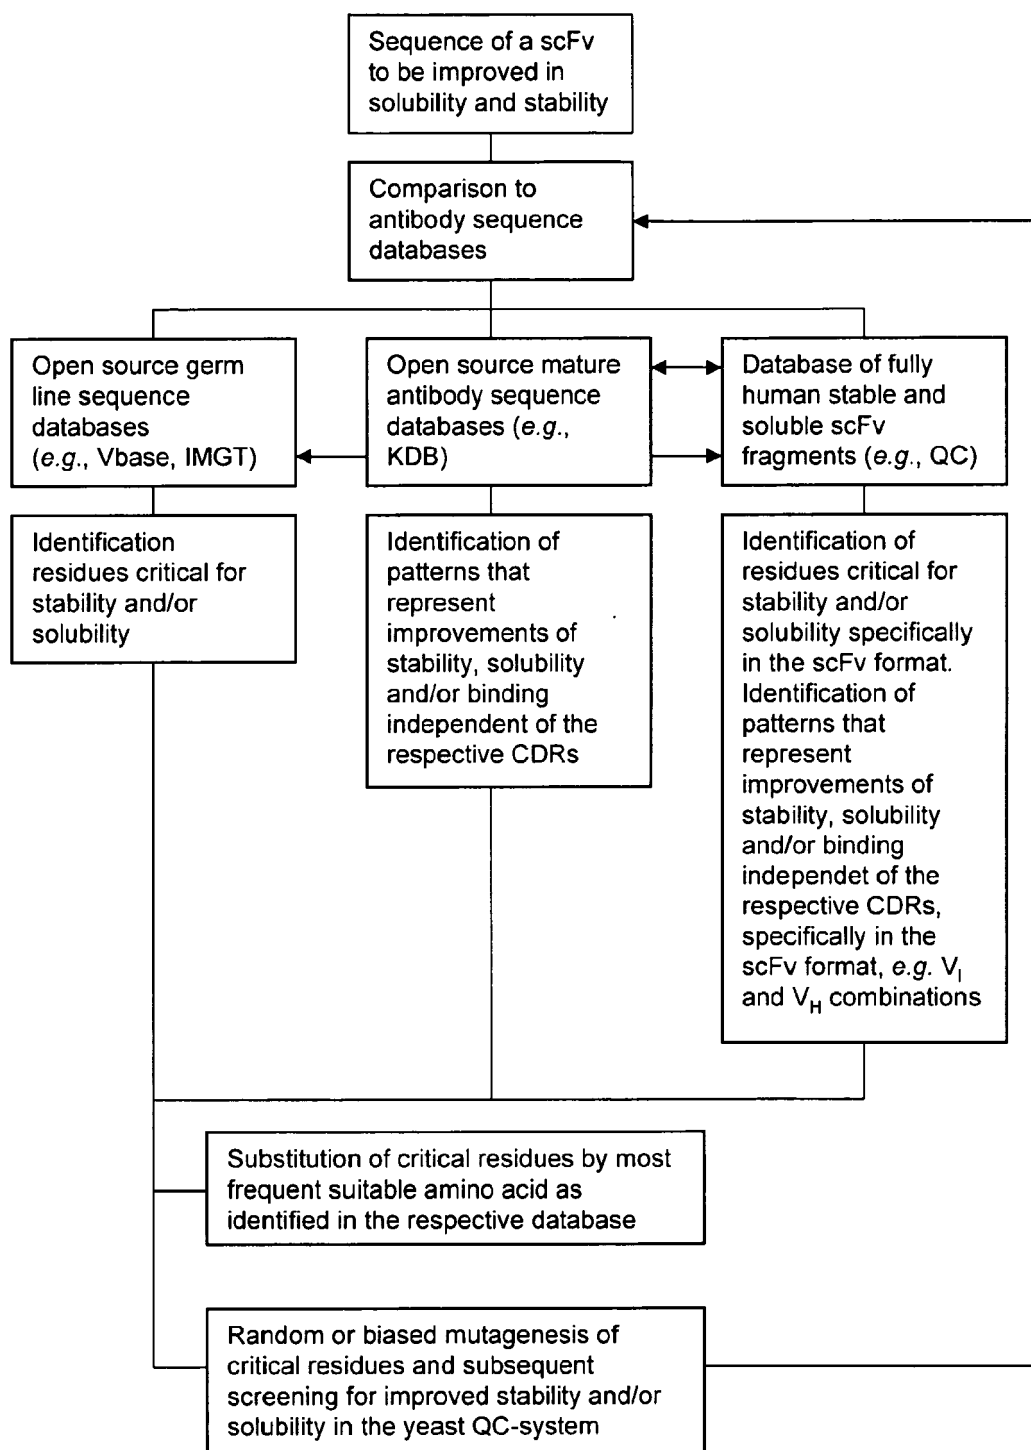 Sequence of a scFv
to be improved in
solubility and stability
Comparison to
antibody sequence
databases
Open source germ
line sequence
databases
(e.g., Vbase, IMGT)
Open source mature
antibody sequence
databases (e.g.,
KDB)
Database of fully
human stable and
soluble scFv
fragments (e.g., QC)
Identification
residues critical for
stability and/or
solubility
Identification of
patterns that
represent
improvements of
stability, solubility
and/or binding
independent of the
respective CDRs
Identification of
residues critical for
stability and/or
solubility specifically
in the scFv format.
Identification of
patterns that
represent
improvements of
stability, solubility
and/or binding
independet of the
respective CDRs,
specifically in the
scFv format, e.g. Vl
and VH combinations
Substitution of critical residues by most
frequent suitable amino acid as
identified in the respective database
Random or biased mutagenesis of
critical residues and subsequent
screening for improved stability and/or
solubility in the yeast QC-system